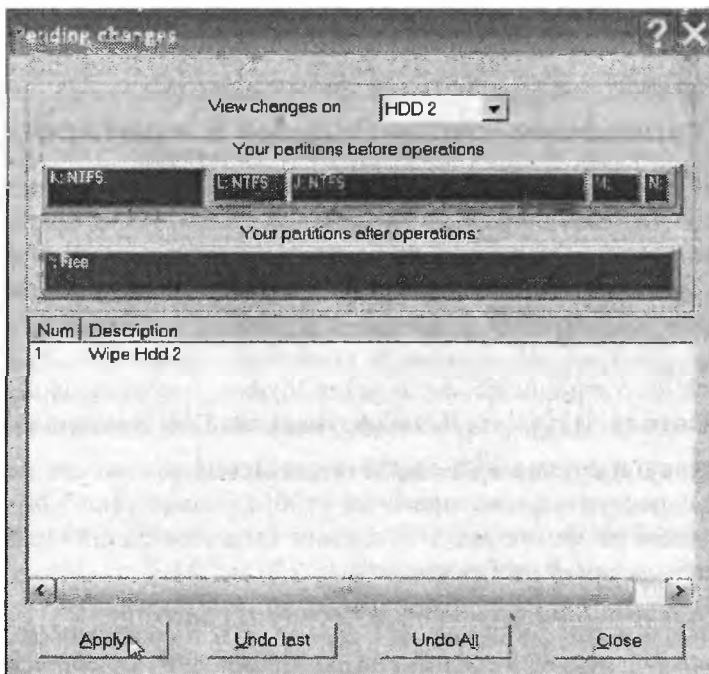 Pending changes
View changes on HDD 2
Your partitions before operations
K: NTFS L: NTFS J: NTFS M: N:
Your partitions after operations:
*: Free
Num Description
1 Wipe Hdd 2
Apply Undo last Undo All Close